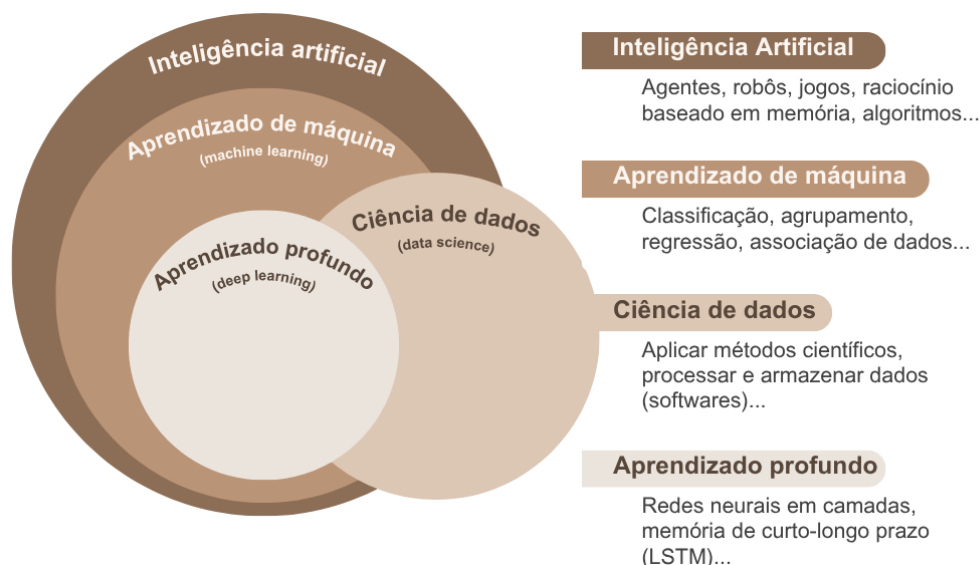 Inteligência artificial
Aprendizado de máquina
(machine learning)
Ciência de dados
(data science)
Aprendizado profundo
(deep learning)
Inteligência Artificial
Agentes, robôs, jogos, raciocínio
baseado em memória, algoritmos...
Aprendizado de máquina
Classificação, agrupamento,
regressão, associação de dados...
Ciência de dados
Aplicar métodos científicos,
processar e armazenar dados
(softwares)...
Aprendizado profundo
Redes neurais em camadas,
memória de curto-longo prazo
(LSTM)...